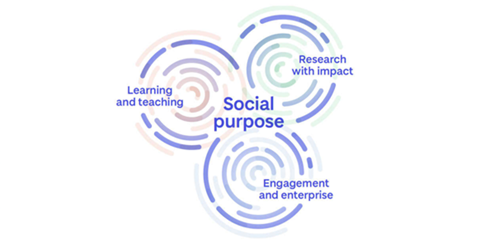 Research
with impact
Learning
and teaching
Social
purpose
Engagement
and enterprise